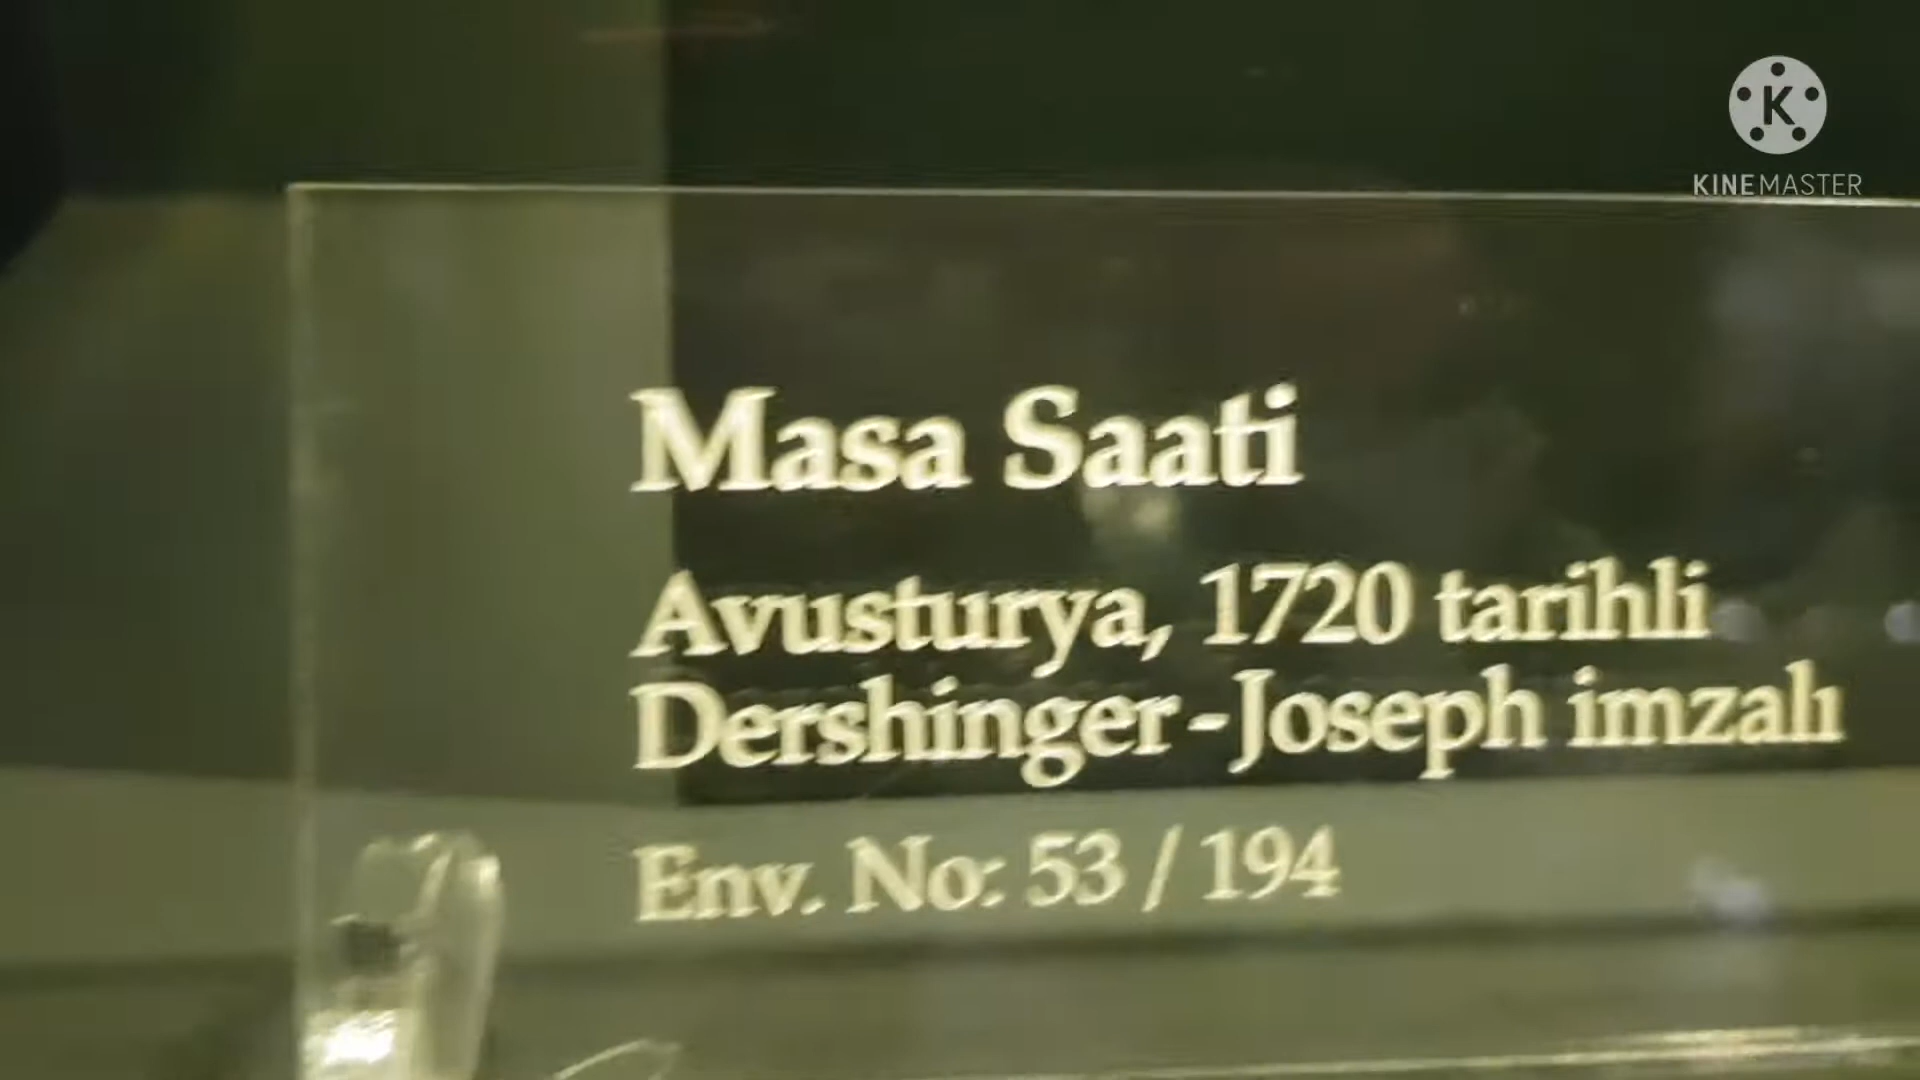 K
KINEMASTER
Masa Saati
Avusturya, 1720 tarihli
Dershinger - Joseph imzalı
Env. No: 53 / 194